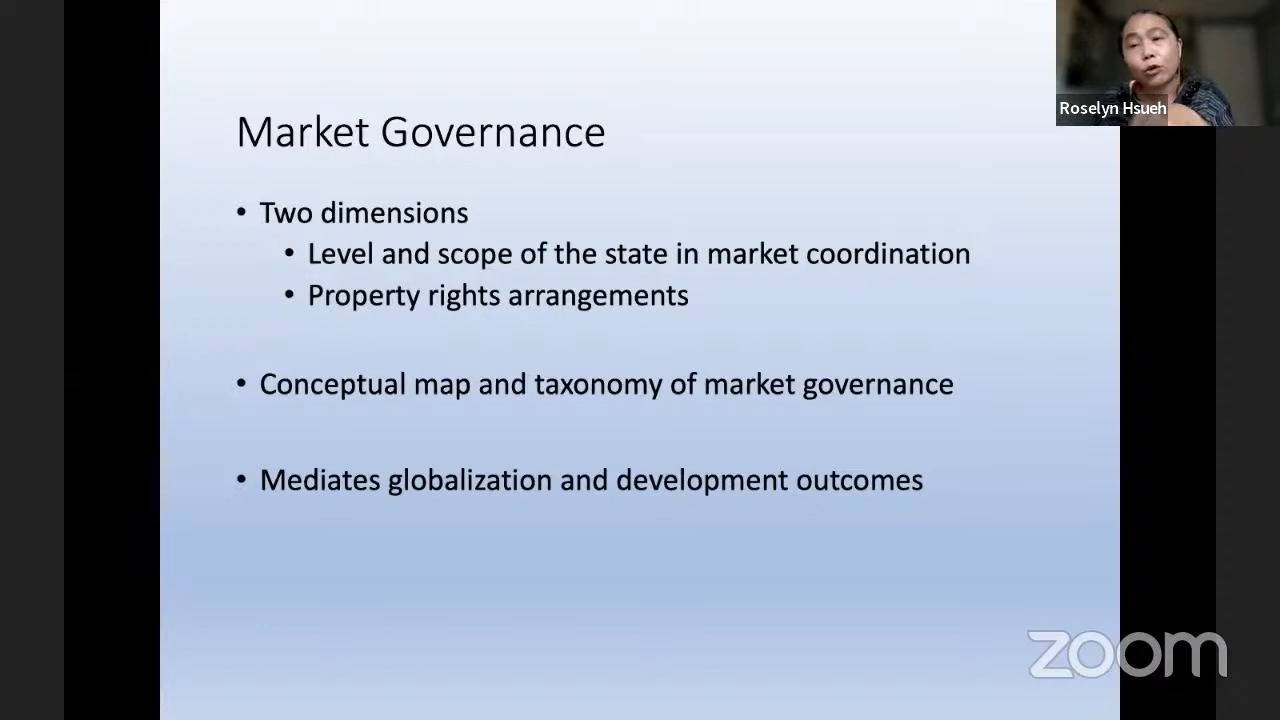 Roselyn Hsueh
Market Governance
• Two dimensions
• Level and scope of the state in market coordination
• Property rights arrangements
• Conceptual map and taxonomy of market governance
• Mediates globalization and development outcomes
zoom